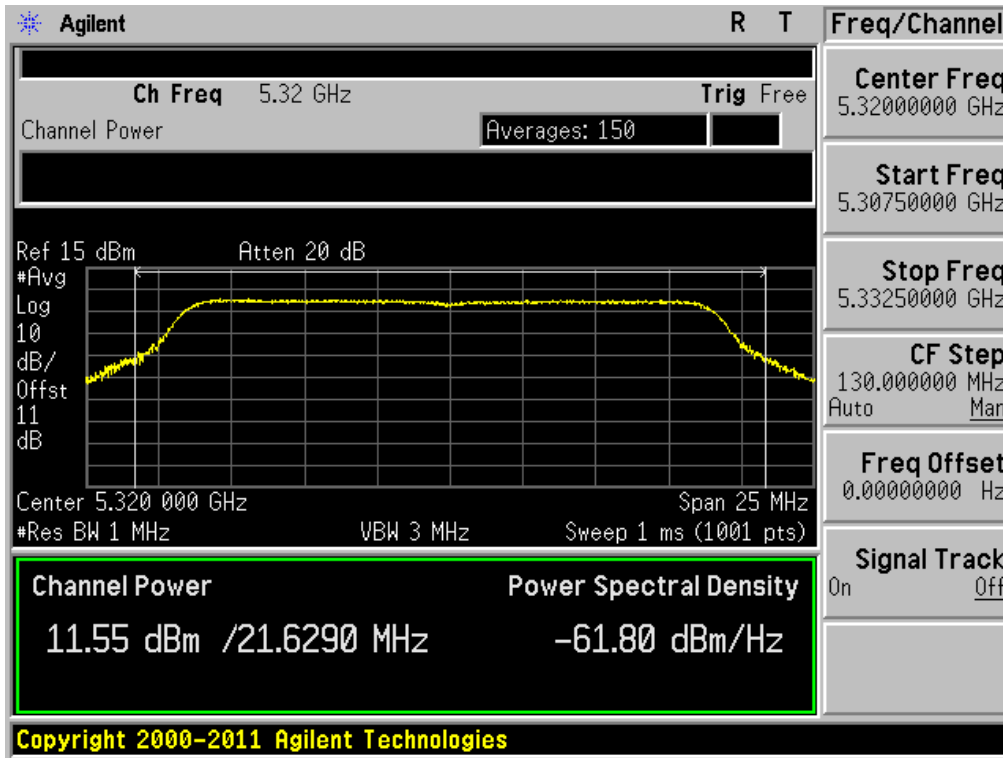 Agilent R T
Freq/Channel
Ch Freq 5.32 GHz Trig Free
Channel Power Averages: 150
Ref 15 dBm Atten 20 dB
#Avg
Log
10
dB/
Offst
11
dB
Center 5.320 000 GHz Span 25 MHz
#Res BW 1 MHz VBW 3 MHz Sweep 1 ms (1001 pts)
Channel Power Power Spectral Density
11.55 dBm /21.6290 MHz -61.80 dBm/Hz
Center Freq
5.32000000 GHz
Start Freq
5.30750000 GHz
Stop Freq
5.33250000 GHz
CF Step
130.000000 MHz
Auto Man
Freq Offset
0.00000000 Hz
Signal Track
On Off
Copyright 2000-2011 Agilent Technologies